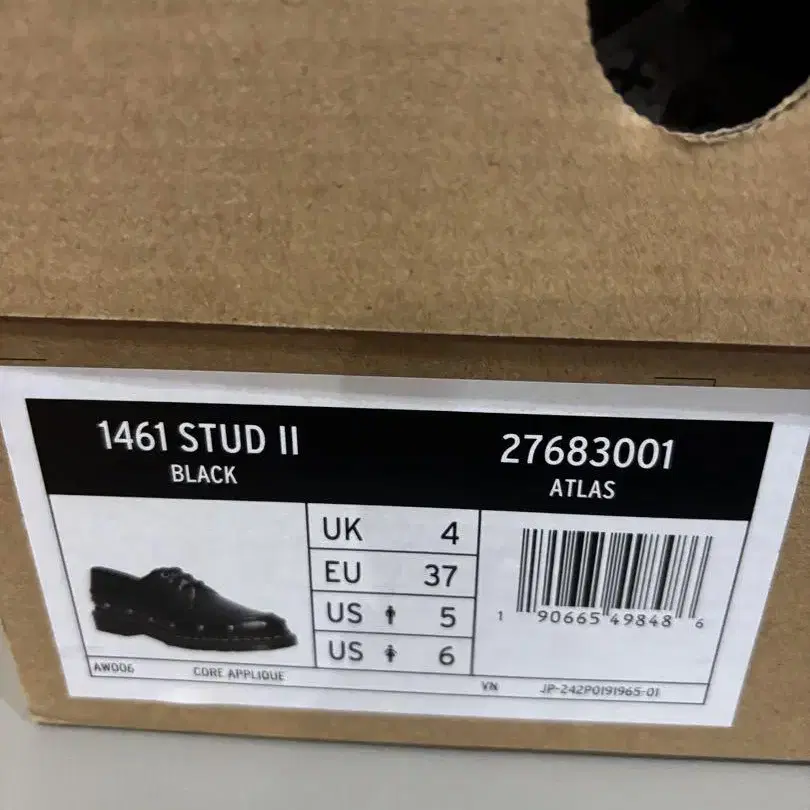 1461 STUD II
BLACK
27683001
ATLAS
UK 4
EU 37
US 5
US 6
1 90665 49848 6
AW006
CORE APPLIQUE
VN
JP-242P0191965-01